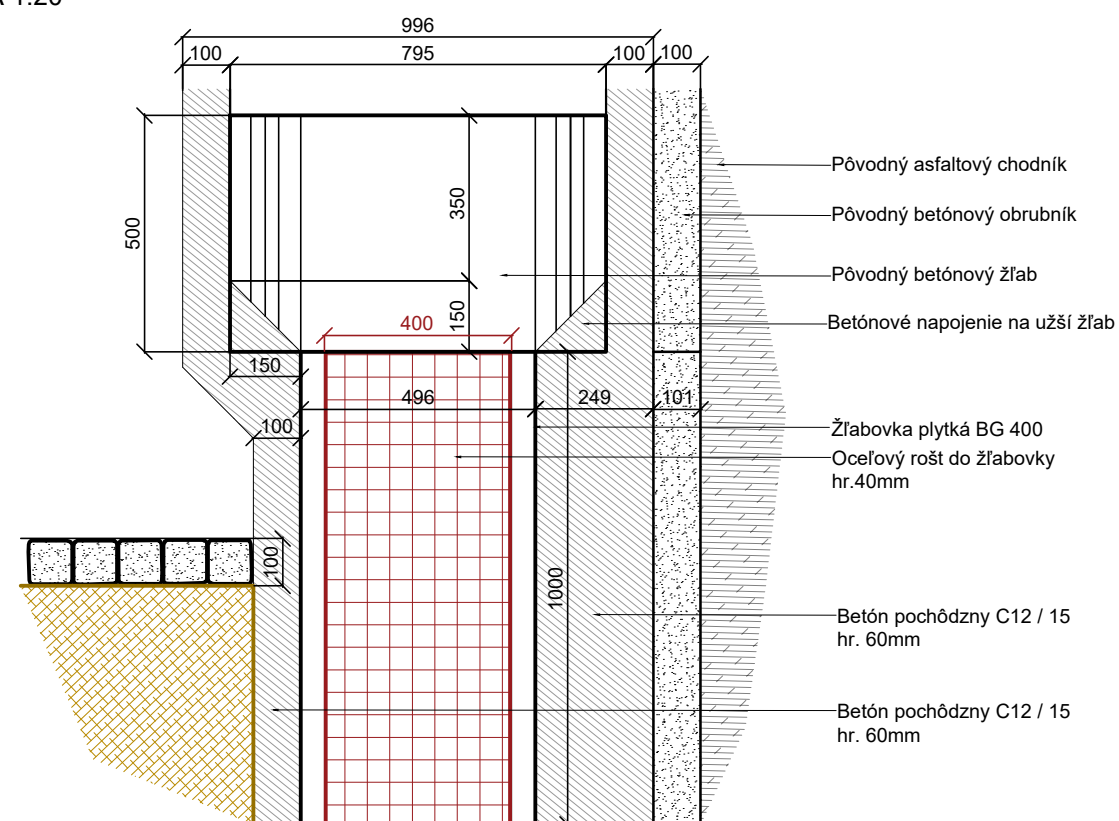 A 1:20
996
100
795
100
100
500
350
150
400
150
496
249
101
100
100
1000
Pôvodný asfaltový chodník
Pôvodný betónový obrubník
Pôvodný betónový žľab
Betónové napojenie na užší žľab
Žľabovka plytká BG 400
Oceľový rošt do žľabovky
hr.40mm
Betón pochôdzny C12 / 15
hr. 60mm
Betón pochôdzny C12 / 15
hr. 60mm